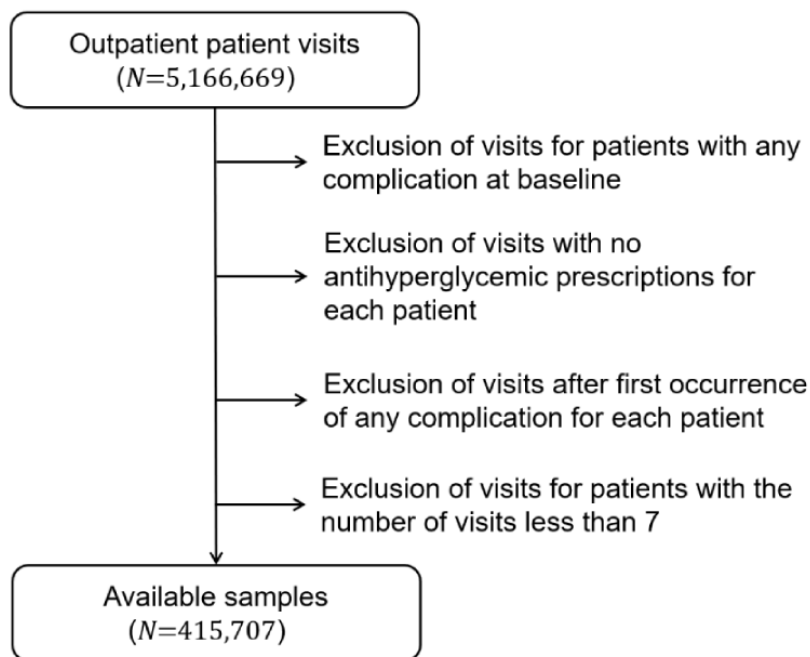 Outpatient patient visits
(N=5,166,669)
Exclusion of visits for patients with any
complication at baseline
Exclusion of visits with no
antihyperglycemic prescriptions for
each patient
Exclusion of visits after first occurrence
of any complication for each patient
Exclusion of visits for patients with the
number of visits less than 7
Available samples
(N=415,707)